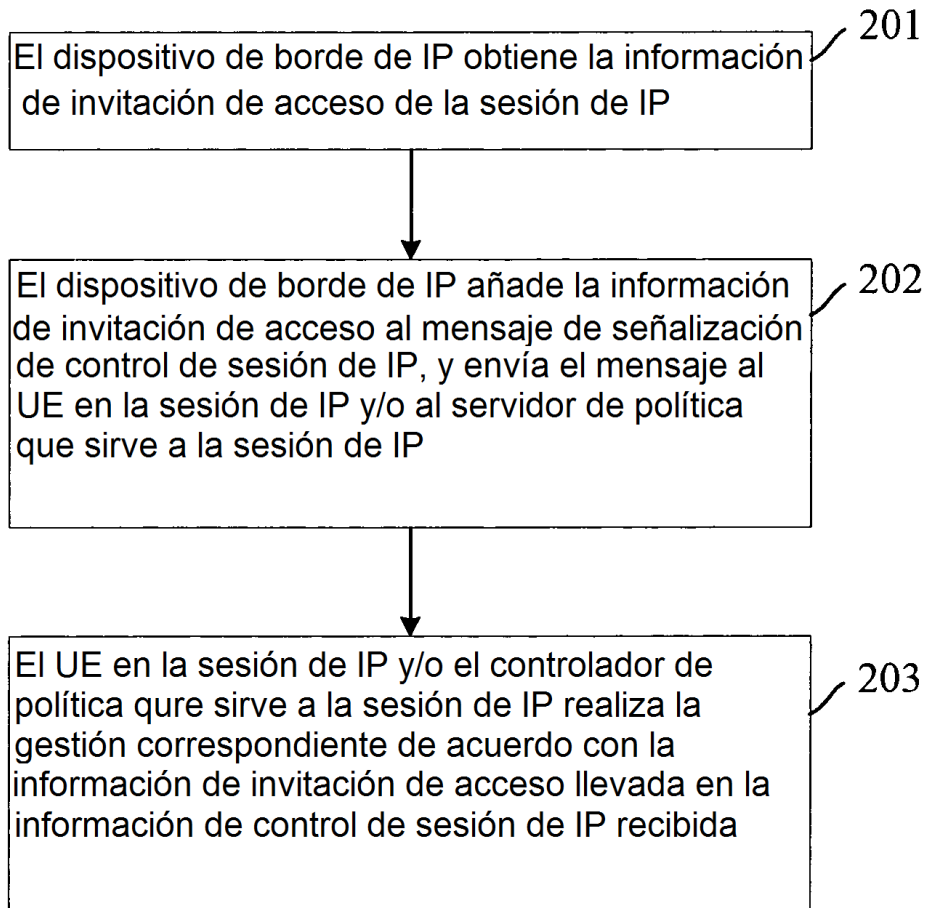 201
El dispositivo de borde de IP obtiene la información
de invitación de acceso de la sesión de IP
202
El dispositivo de borde de IP añade la información
de invitación de acceso al mensaje de señalización
de control de sesión de IP, y envía el mensaje al
UE en la sesión de IP y/o al servidor de política
que sirve a la sesión de IP
203
El UE en la sesión de IP y/o el controlador de
política qure sirve a la sesión de IP realiza la
gestión correspondiente de acuerdo con la
información de invitación de acceso llevada en la
información de control de sesión de IP recibida